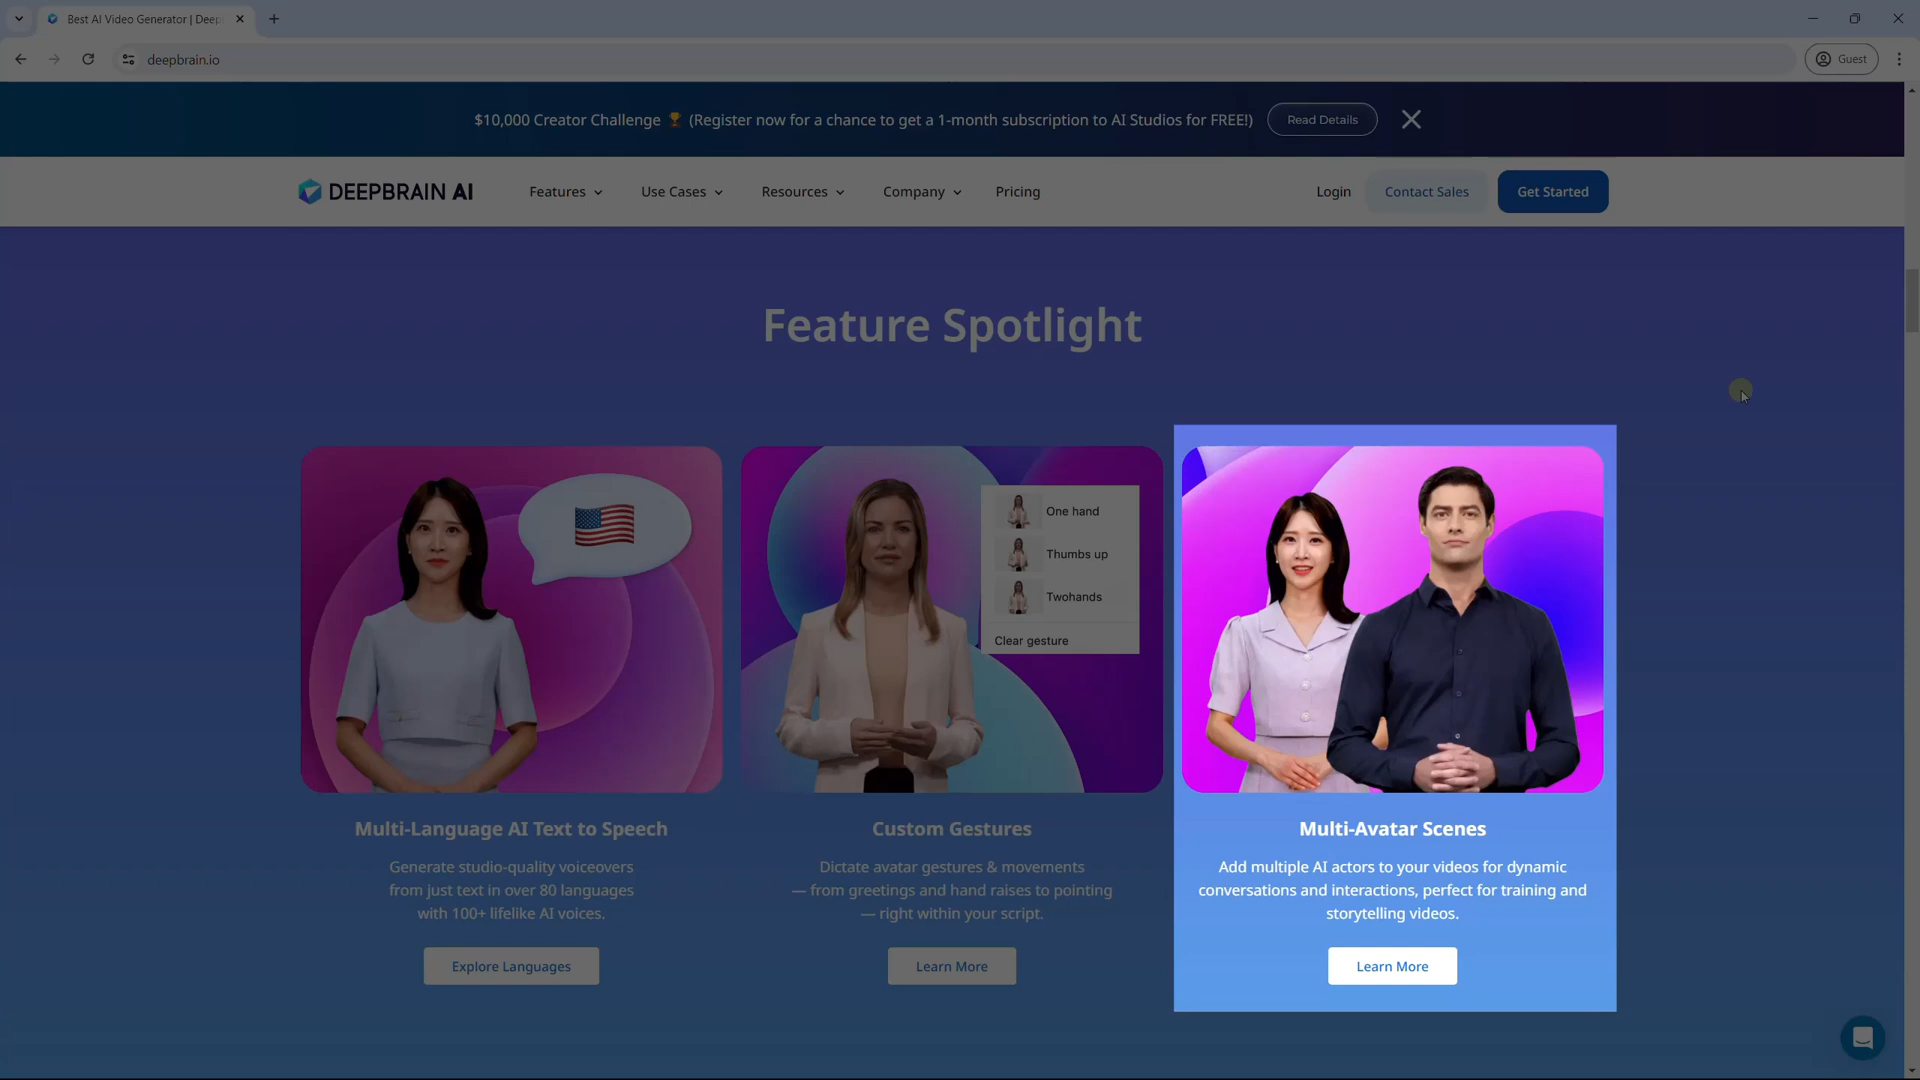 Best AI Video Generator | Deep
deepbrain.io
Guest
$10,000 Creator Challenge 🏆 (Register now for a chance to get a 1-month subscription to AI Studios for FREE!)
Read Details
DEEPBRAIN AI
Features
Use Cases
Resources
Company
Pricing
Login
Contact Sales
Get Started
Feature Spotlight
One hand
Thumbs up
Twohands
Clear gesture
Multi-Language AI Text to Speech
Generate studio-quality voiceovers
from just text in over 80 languages
with 100+ lifelike AI voices.
Explore Languages
Custom Gestures
Dictate avatar gestures & movements
— from greetings and hand raises to pointing
— right within your script.
Learn More
Multi-Avatar Scenes
Add multiple AI actors to your videos for dynamic
conversations and interactions, perfect for training and
storytelling videos.
Learn More